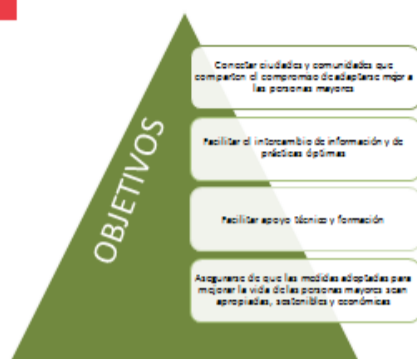 OBJETIVOS
Conectar ciudades y comunidades que
comparten el compromiso de adaptarse mejor a
las personas mayores
Facilitar el intercambio de información y de
prácticas óptimas
Facilitar apoyo técnico y formación
Asegurarse de que las medidas adoptadas para
mejorar la vida de las personas mayores sean
apropiadas, sostenibles y económicas